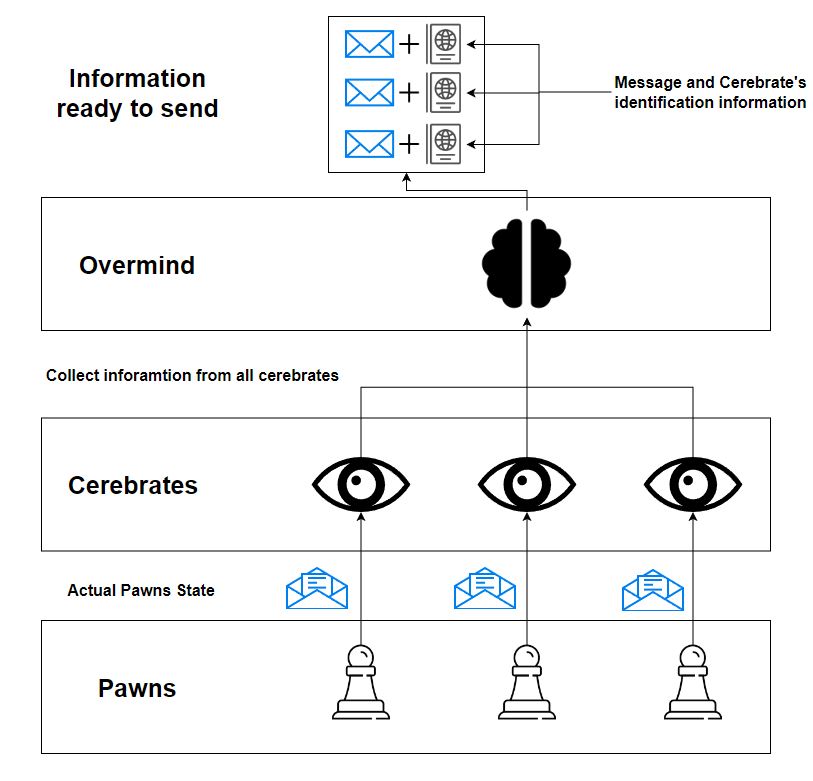 Information
ready to send
Message and Cerebrate's
identification information
Overmind
Collect inforamtion from all cerebrates
Cerebrates
Actual Pawns State
Pawns